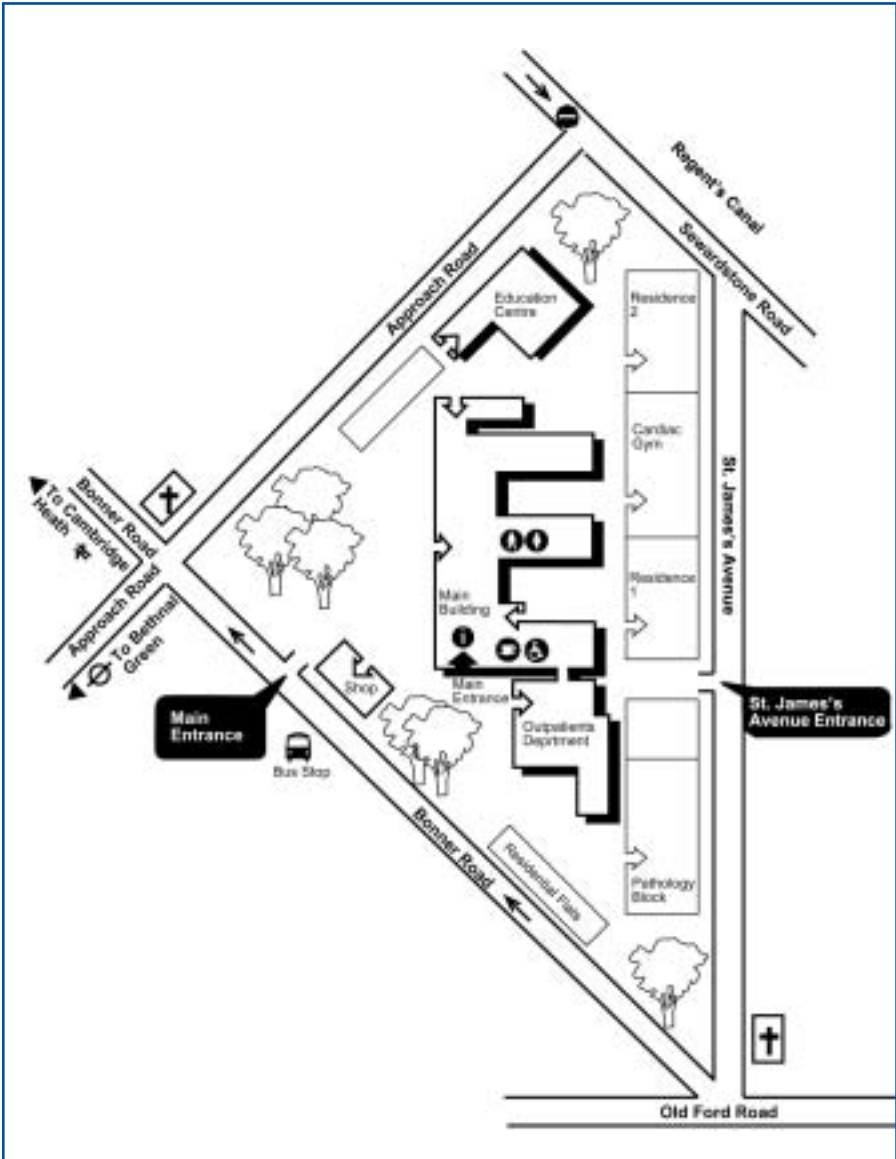 Regent's Canal
Sewardstone Road
Approach Road
Education
Centre
Residence
2
Cardiac
Gym
St. James's Avenue
Bonner Road
To Cambridge
Heath
Approach Road
To Bethnal
Green
Main
Building
Residence
1
i
Shop
Main
Entrance
Main
Entrance
St. James's
Avenue Entrance
Outpatients
Deprtment
Bus Stop
Bonner Road
Residential Flats
Pathology
Block
Old Ford Road